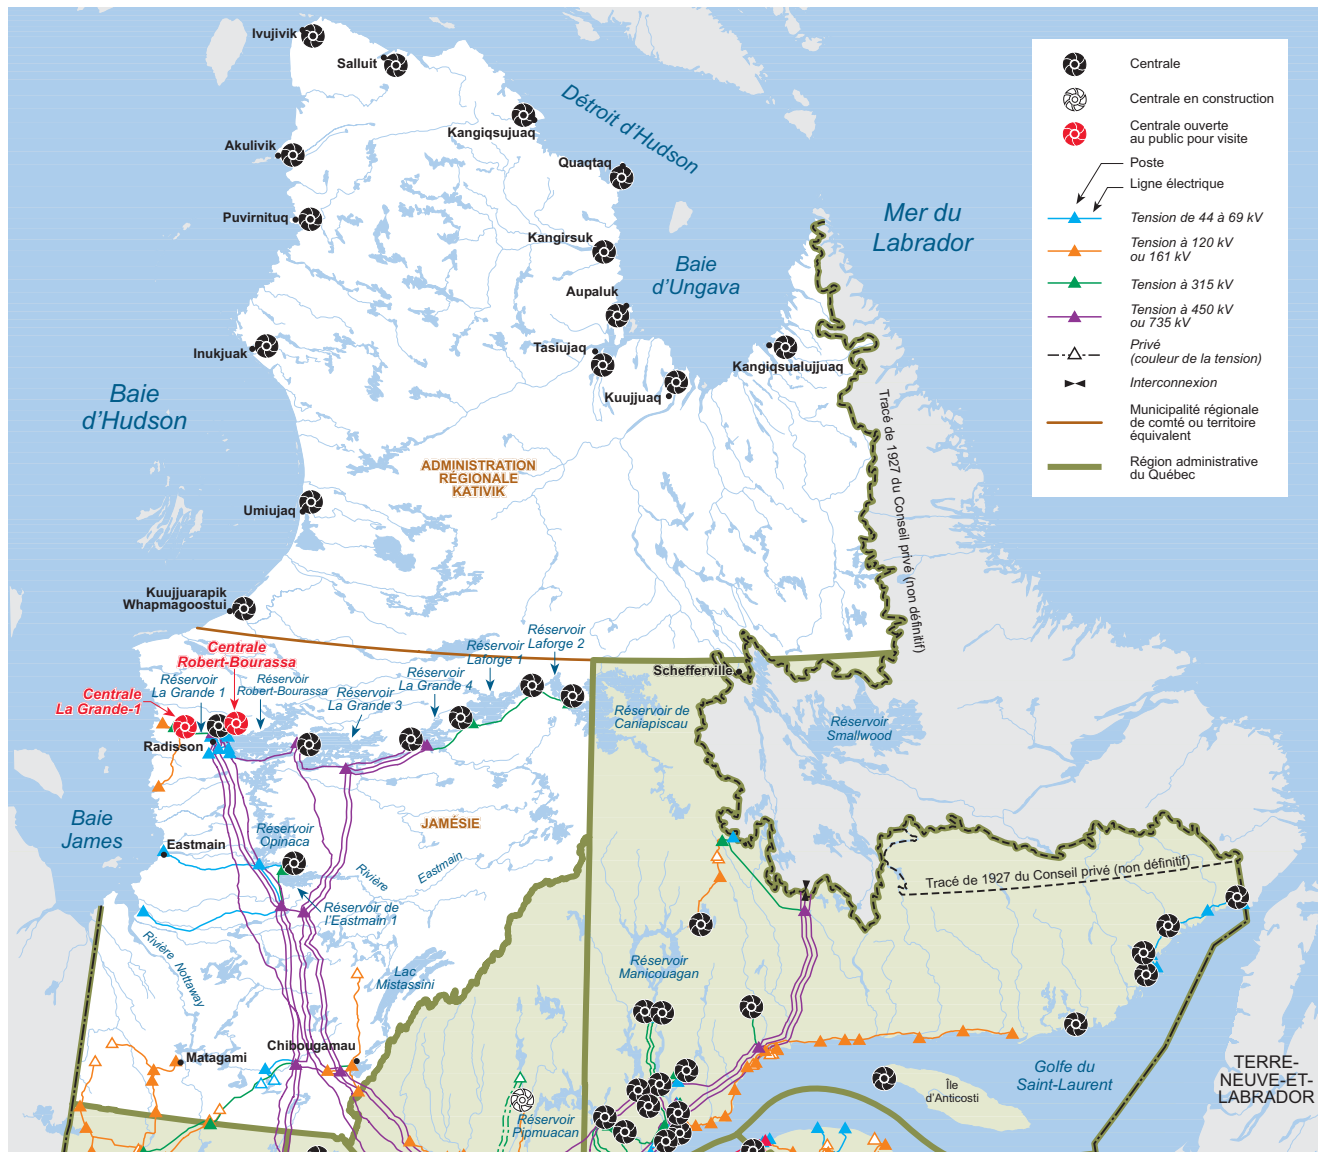 Ivujivik
Salluit
Kangiqsujuaq
Détroit d'Hudson
Akulivik
Quaqtaq
Puvirnituq
Kangirsuk
Mer du
Labrador
Baie
d'Ungava
Aupaluk
Inukjuak
Tasiujaq
Kangiqsualujjuaq
Kuujjuaq
Baie
d'Hudson
ADMINISTRATION
RÉGIONALE
KATIVIK
Umiujaq
Tracé de 1927 du Conseil privé (non définitif)
Kuujjuarapik
Whapmagoostui
Centrale
Centrale en construction
Centrale ouverte
au public pour visite
Poste
Ligne électrique
Tension de 44 à 69 kV
Tension à 120 kV
ou 161 kV
Tension à 315 kV
Tension à 450 kV
ou 735 kV
Privé
(couleur de la tension)
Interconnexion
Municipalité régionale
de comté ou territoire
équivalent
Région administrative
du Québec
Centrale
Robert-Bourassa
Centrale
La Grande-1
Réservoir
La Grande 1
Réservoir
Robert-Bourassa
Réservoir
La Grande 3
Réservoir
La Grande 4
Réservoir
Laforge 1
Réservoir
Laforge 2
Schefferville
Réservoir de
Caniapiscau
Réservoir
Smallwood
Radisson
Baie
James
Eastmain
Réservoir
Opinaca
JAMÉSIE
Rivière
Eastmain
Réservoir de
l'Eastmain 1
Tracé de 1927 du Conseil privé (non définitif)
Rivière Nottaway
Lac
Mistassini
Réservoir
Manicouagan
Matagami
Chibougamau
Réservoir
Pipmuacan
Golfe du
Saint-Laurent
Île
d'Anticosti
TERRE-
NEUVE-ET-
LABRADOR